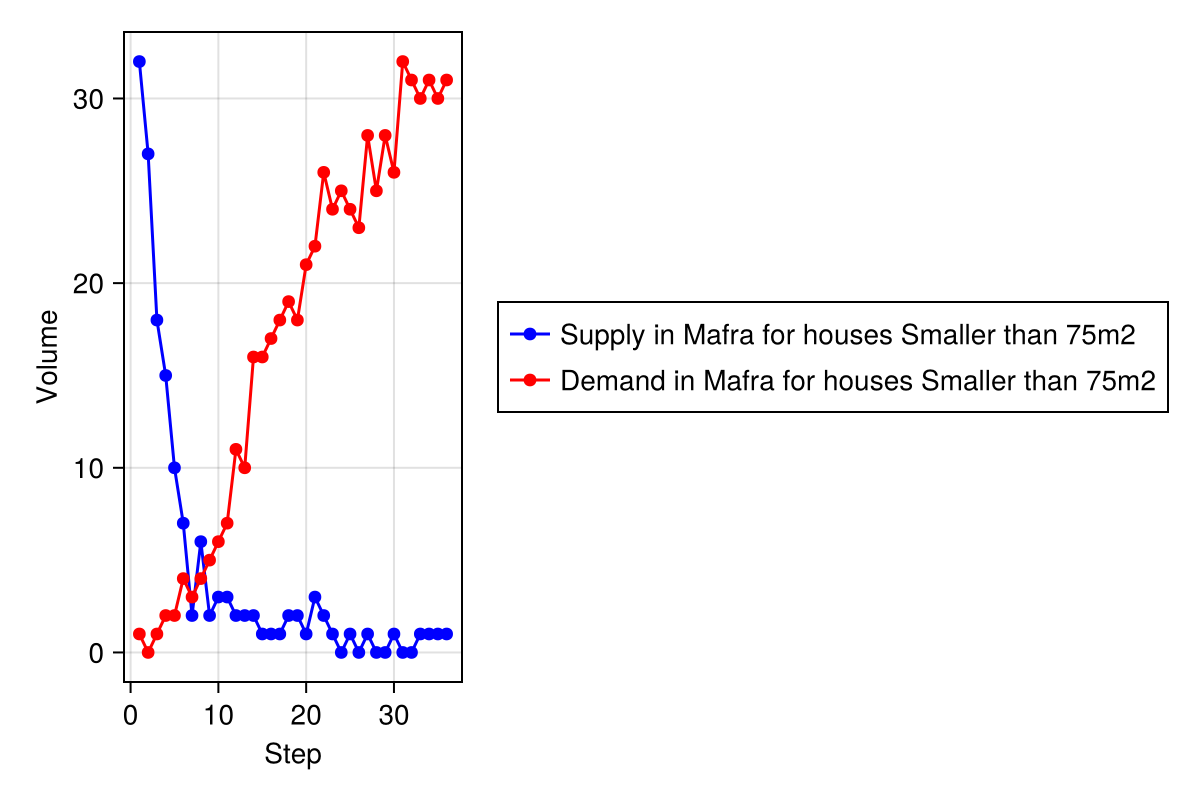 30
20
10
0
Volume
0 10 20 30
Step
Supply in Mafra for houses Smaller than 75m2
Demand in Mafra for houses Smaller than 75m2